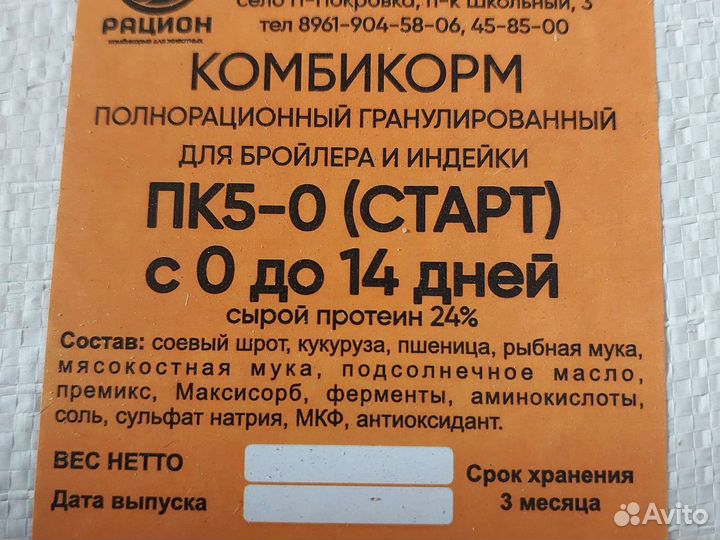 село П-Покровка, п-к Школьный, 3
тел 8961-904-58-06, 45-85-00
РАЦИОН
комбикорма для животных
КОМБИКОРМ
ПОЛНОРАЦИОННЫЙ ГРАНУЛИРОВАННЫЙ
ДЛЯ БРОЙЛЕРА И ИНДЕЙКИ
ПК5-0 (СТАРТ)
с 0 до 14 дней
сырой протеин 24%
Состав: соевый шрот, кукуруза, пшеница, рыбная мука,
мясокостная мука, подсолнечное масло,
премикс, Максисорб, ферменты, аминокислоты,
соль, сульфат натрия, МКФ, антиоксидант.
ВЕС НЕТТО
Дата выпуска
Срок хранения
3 месяца
Avito